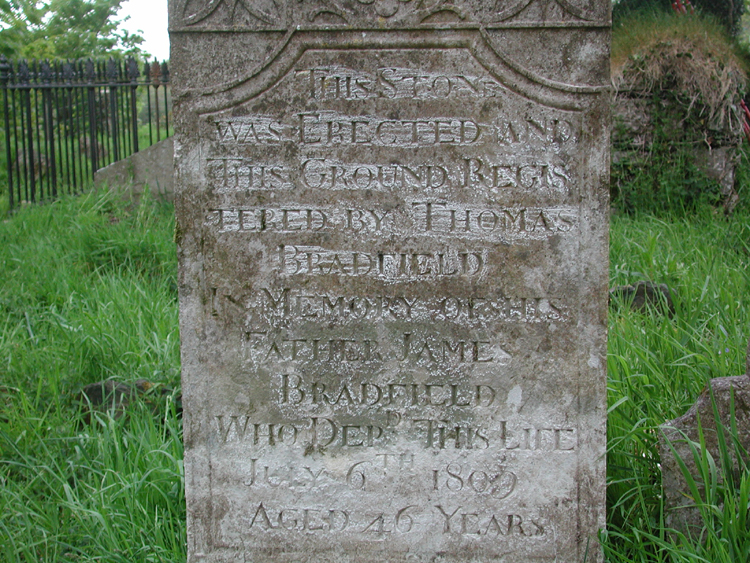 THIS STONE
WAS ERECTED AND
THIS GROUND REGIS
TERED BY THOMAS
BRADFIELD
IN MEMORY OF HIS
FATHER JAMES
BRADFIELD
WHO DEPD THIS LIFE
JULY 6TH 1809
AGED 46 YEARS